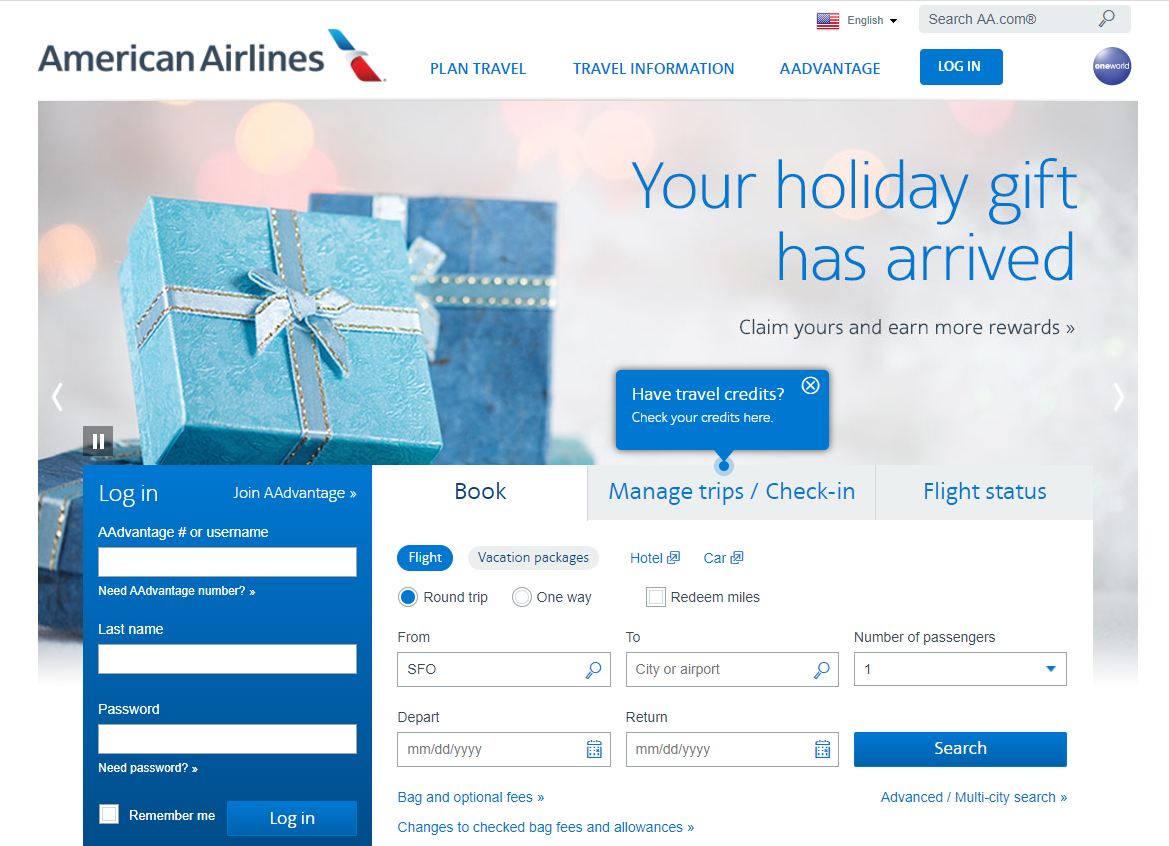 English
Search AA.com®
American Airlines
PLAN TRAVEL
TRAVEL INFORMATION
AADVANTAGE
LOG IN
oneworld
Your holiday gift
has arrived
Claim yours and earn more rewards »
Have travel credits?
Check your credits here.
Log in
Join AAdvantage »
AAdvantage # or username
Need AAdvantage number? »
Last name
Password
Need password? »
Remember me
Log in
Book
Manage trips / Check-in
Flight status
Flight
Vacation packages
Hotel
Car
Round trip
One way
Redeem miles
From
To
Number of passengers
SFO
City or airport
1
Depart
Return
mm/dd/yyyy
mm/dd/yyyy
Search
Bag and optional fees »
Advanced / Multi-city search »
Changes to checked bag fees and allowances »